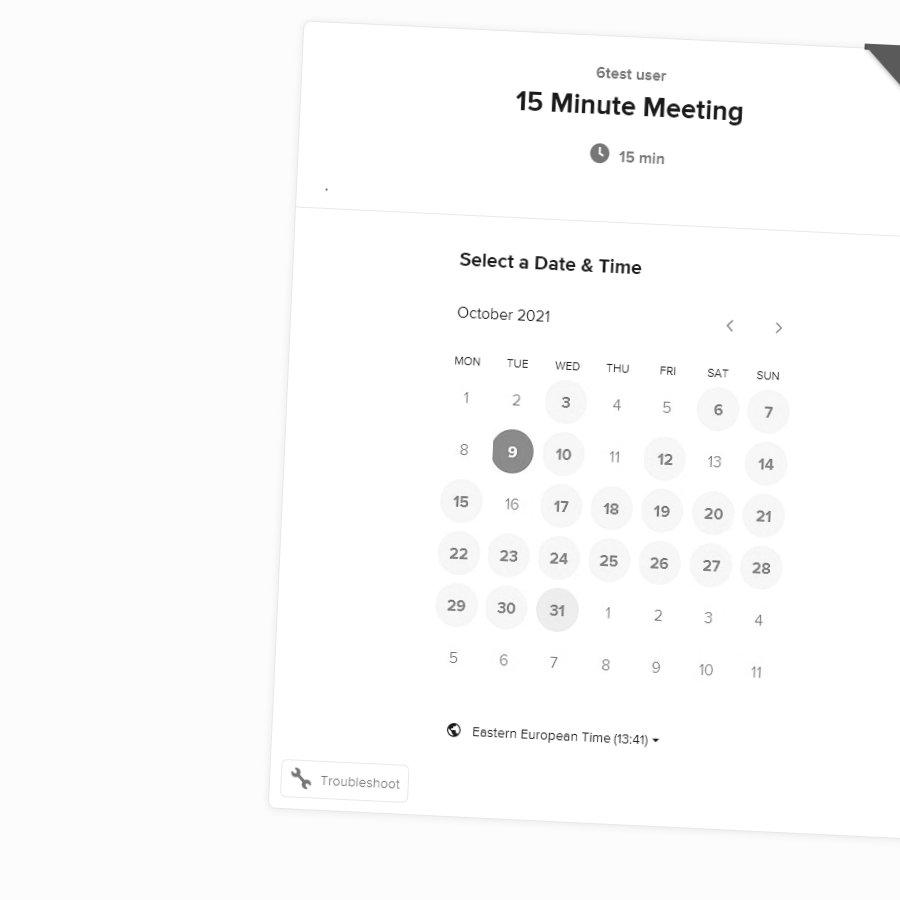 6test user
15 Minute Meeting
15 min
.
Select a Date & Time
October 2021
MON TUE WED THU FRI SAT SUN
1 2 3 4 5 6 7
8 9 10 11 12 13 14
15 16 17 18 19 20 21
22 23 24 25 26 27 28
29 30 31 1 2 3 4
5 6 7 8 9 10 11
Eastern European Time (13:41)
Troubleshoot